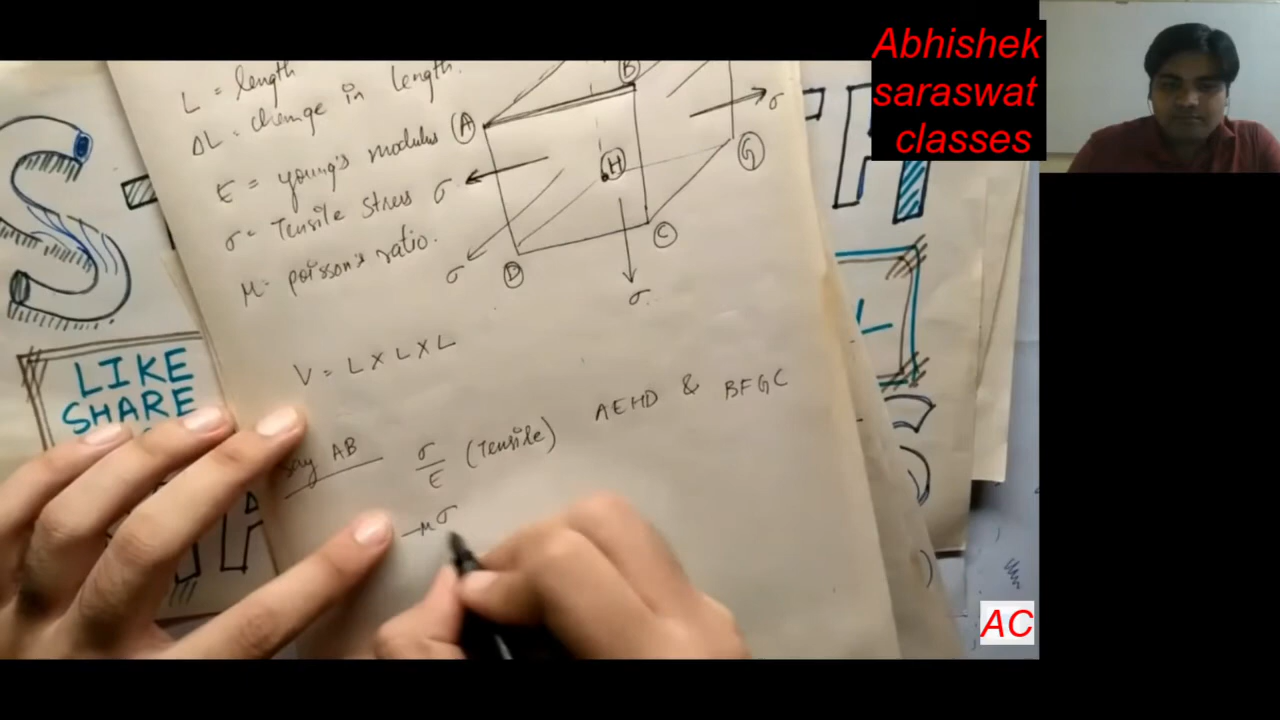 Abhishek
saraswat
classes
L = length
ΔL = change in length.
E = young's modulus
σ = Tensile stress
μ = poisson's ratio.
A
B
σ
G
H
σ
C
D
σ
σ
V = L X L X L
say AB
σ/E (Tensile) AEHD & BFGC
-μσ
LIKE
SHARE
AC